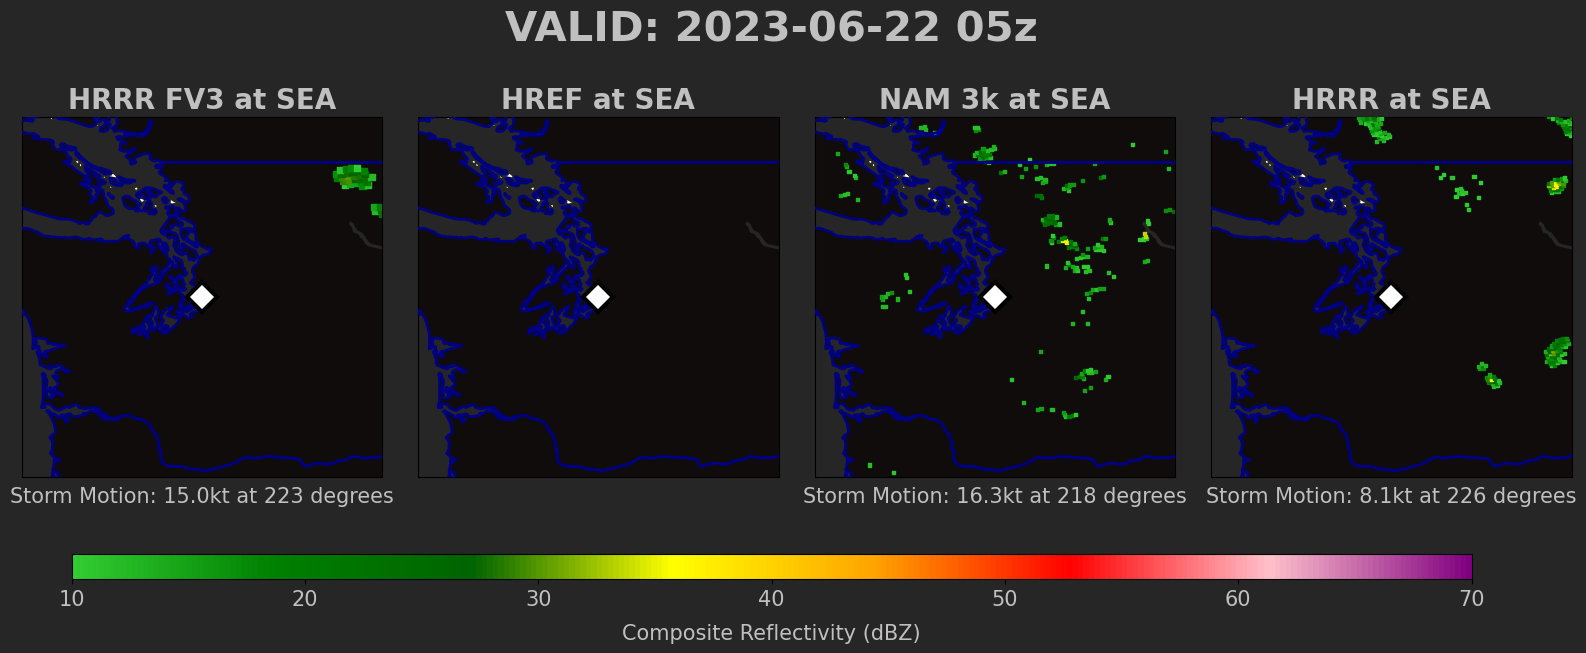 VALID: 2023-06-22 05z
HRRR FV3 at SEA
HREF at SEA
NAM 3k at SEA
HRRR at SEA
Storm Motion: 15.0kt at 223 degrees
Storm Motion: 16.3kt at 218 degrees
Storm Motion: 8.1kt at 226 degrees
10 20 30 40 50 60 70
Composite Reflectivity (dBZ)